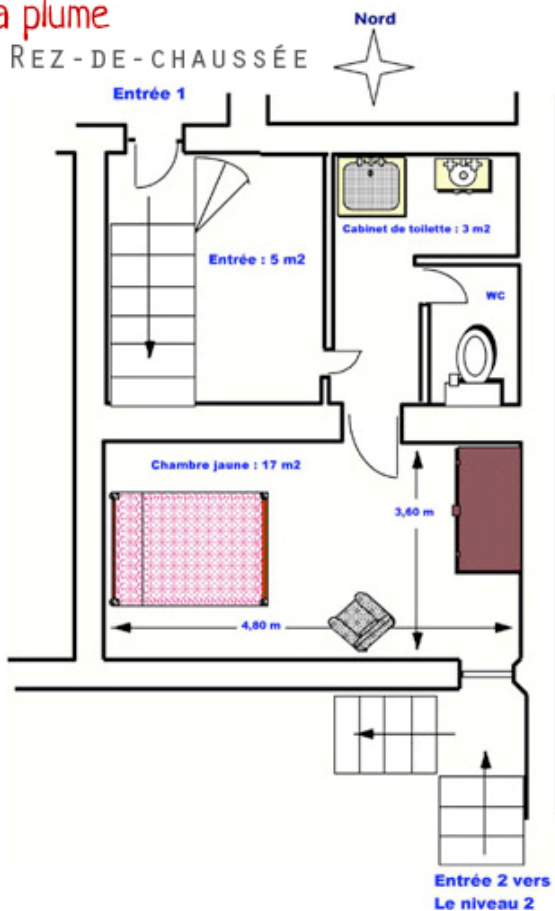 a plume
Nord
REZ-DE-CHAUSSÉE
Entrée 1
Cabinet de toilette : 3 m2
Entrée : 5 m2
WC
Chambre jaune : 17 m2
3,60 m
4,80 m
Entrée 2 vers
Le niveau 2